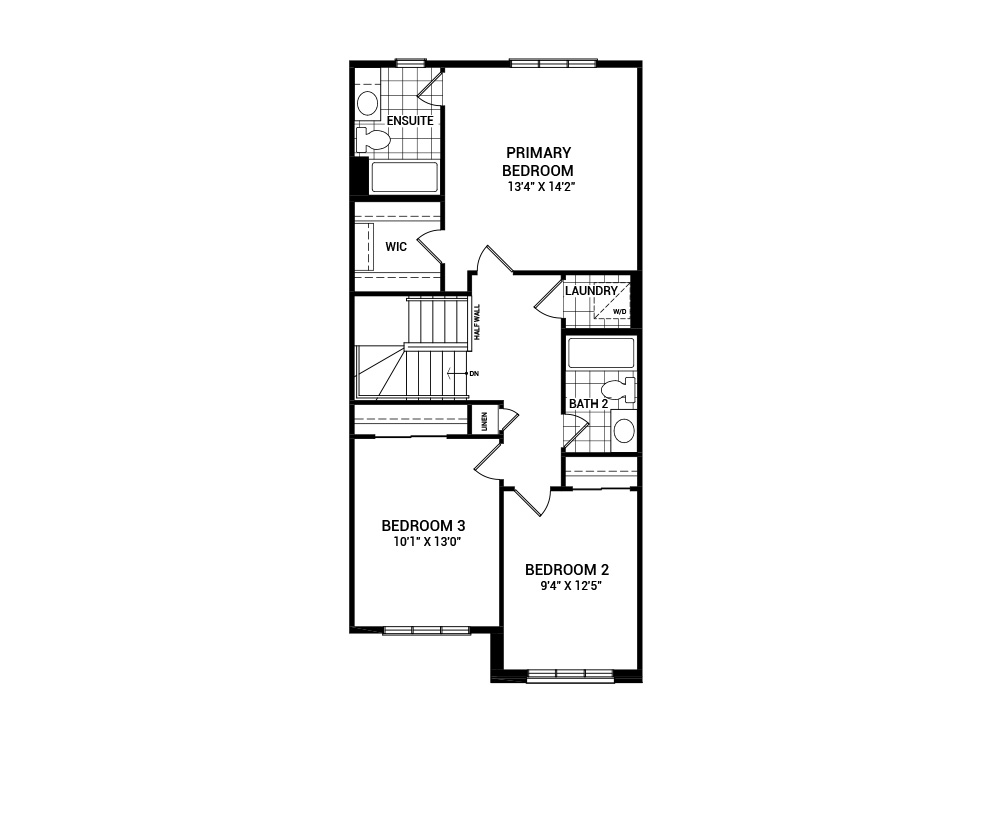 ENSUITE
PRIMARY
BEDROOM
13'4" X 14'2"
WIC
LAUNDRY
W/D
HALF WALL
DN
BATH 2
LINEN
BEDROOM 3
10'1" X 13'0"
BEDROOM 2
9'4" X 12'5"